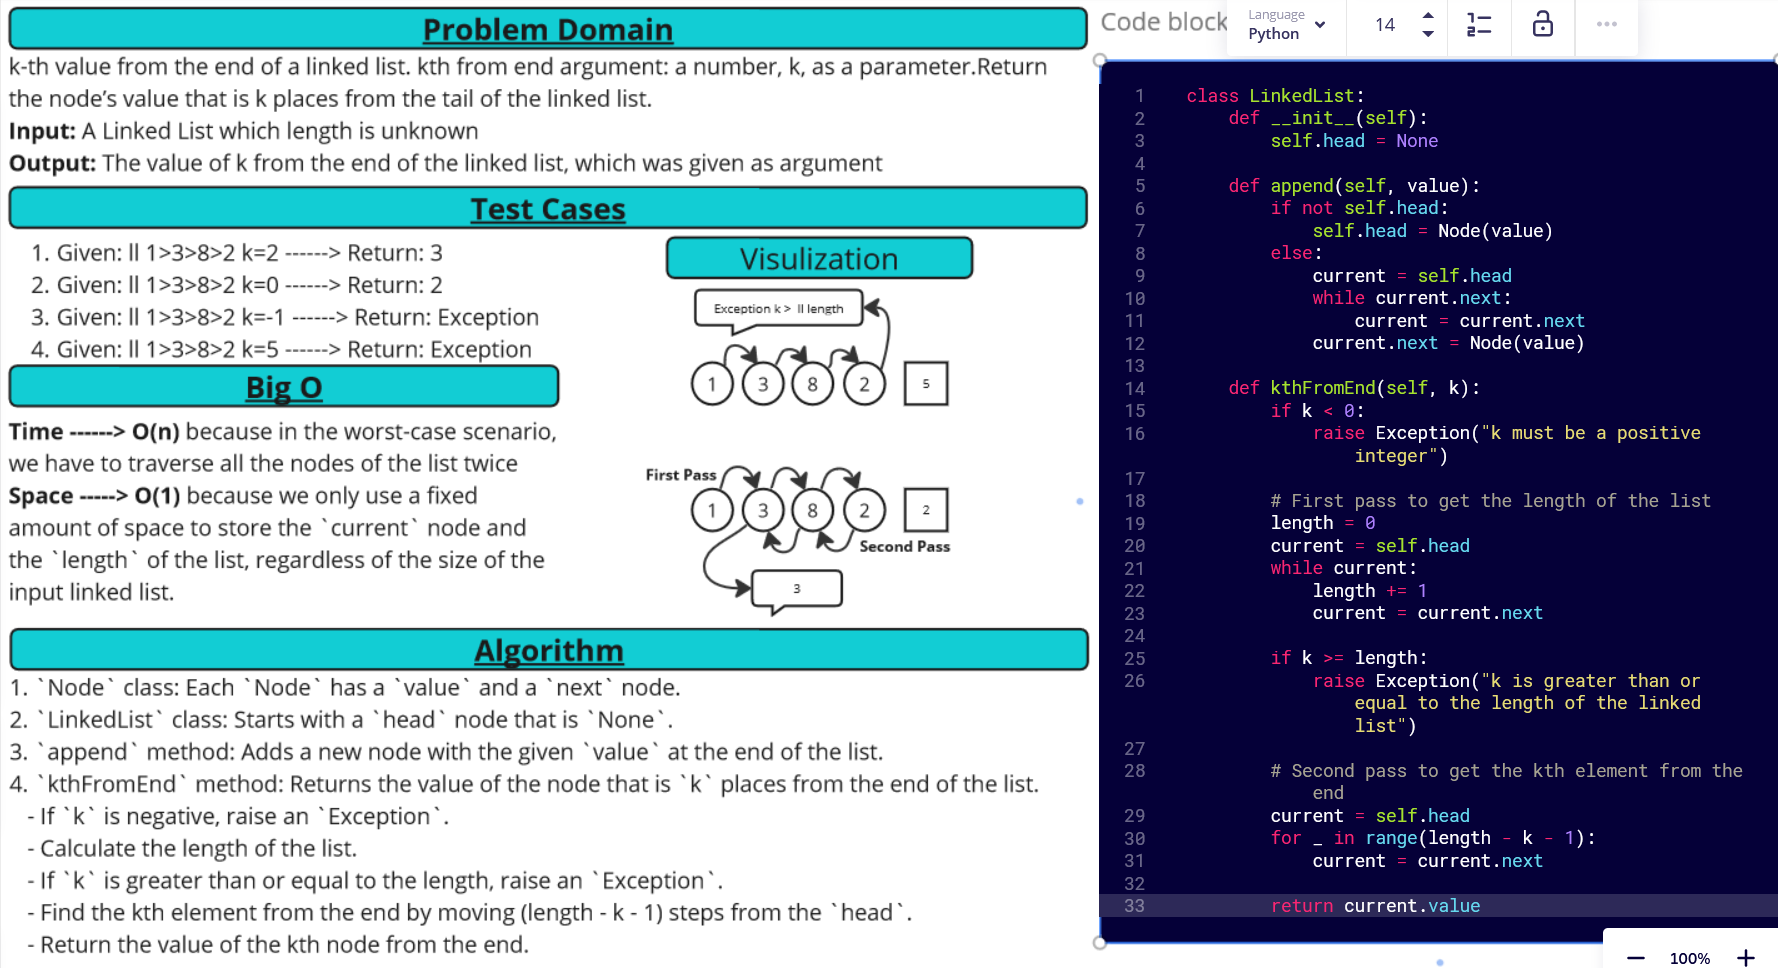 Problem Domain
k-th value from the end of a linked list. kth from end argument: a number, k, as a parameter.Return
the node's value that is k places from the tail of the linked list.
Input: A Linked List which length is unknown
Output: The value of k from the end of the linked list, which was given as argument
Test Cases
1. Given: ll 1>3>8>2 k=2 ------> Return: 3
2. Given: ll 1>3>8>2 k=0 ------> Return: 2
3. Given: ll 1>3>8>2 k=-1 ------> Return: Exception
4. Given: ll 1>3>8>2 k=5 ------> Return: Exception
Visulization
Exception k > ll length
1 3 8 2 5
First Pass
1 3 8 2 2
Second Pass
3
Big O
Time ------> O(n) because in the worst-case scenario,
we have to traverse all the nodes of the list twice
Space -----> O(1) because we only use a fixed
amount of space to store the `current` node and
the `length` of the list, regardless of the size of the
input linked list.
Algorithm
1. `Node` class: Each `Node` has a `value` and a `next` node.
2. `LinkedList` class: Starts with a `head` node that is `None`.
3. `append` method: Adds a new node with the given `value` at the end of the list.
4. `kthFromEnd` method: Returns the value of the node that is `k` places from the end of the list.
- If `k` is negative, raise an `Exception`.
- Calculate the length of the list.
- If `k` is greater than or equal to the length, raise an `Exception`.
- Find the kth element from the end by moving (length - k - 1) steps from the `head`.
- Return the value of the kth node from the end.
Code block
Language
Python
14
1 class LinkedList:
2 def __init__(self):
3 self.head = None
4
5 def append(self, value):
6 if not self.head:
7 self.head = Node(value)
8 else:
9 current = self.head
10 while current.next:
11 current = current.next
12 current.next = Node(value)
13
14 def kthFromEnd(self, k):
15 if k < 0:
16 raise Exception("k must be a positive
integer")
17
18 # First pass to get the length of the list
19 length = 0
20 current = self.head
21 while current:
22 length += 1
23 current = current.next
24
25 if k >= length:
26 raise Exception("k is greater than or
equal to the length of the linked
list")
27
28 # Second pass to get the kth element from the
end
29 current = self.head
30 for _ in range(length - k - 1):
31 current = current.next
32
33 return current.value
100%